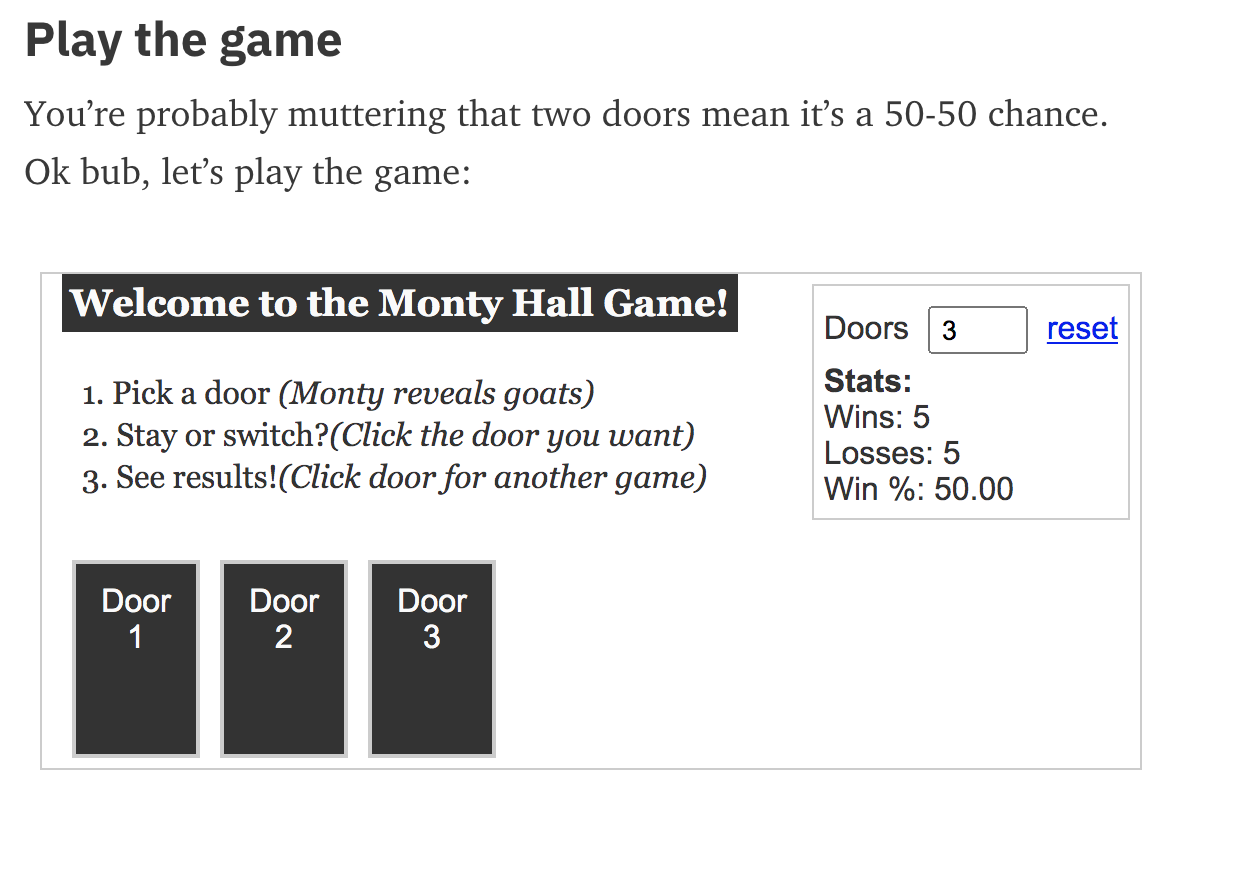 Play the game
You’re probably muttering that two doors mean it’s a 50-50 chance.
Ok bub, let’s play the game:
Welcome to the Monty Hall Game!
1. Pick a door (Monty reveals goats)
2. Stay or switch?(Click the door you want)
3. See results!(Click door for another game)
Doors 3 reset
Stats:
Wins: 5
Losses: 5
Win %: 50.00
Door
1
Door
2
Door
3